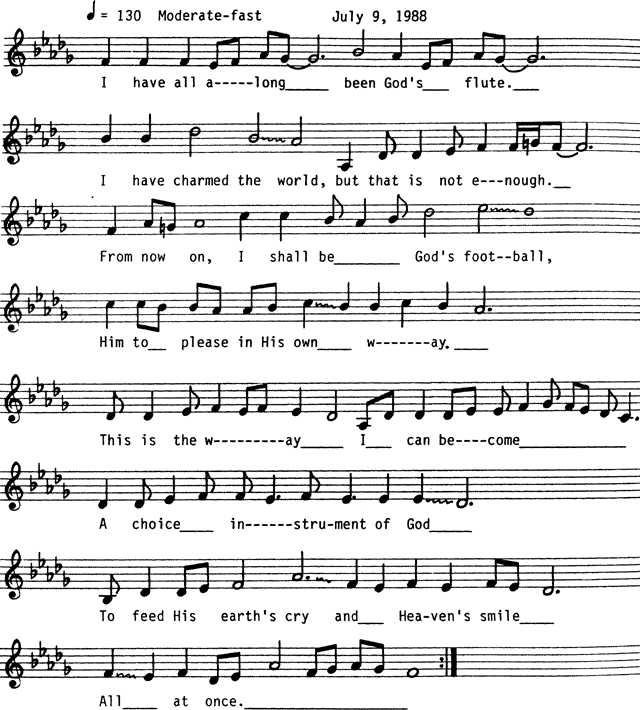 ♩ = 130 Moderate-fast July 9, 1988
I have all a-----long_____ been God's___ flute.___
I have charmed the world, but that is not e---nough.__
From now on, I shall be________ God's foot--ball,
Him to__ please in His own____ w-------ay.____
This is the w---------ay_____ I___ can be----come_____________
A choice____ in------stru-ment of God_____
To feed His earth's cry and___ Hea-ven's smile____
All____ at once.____________________